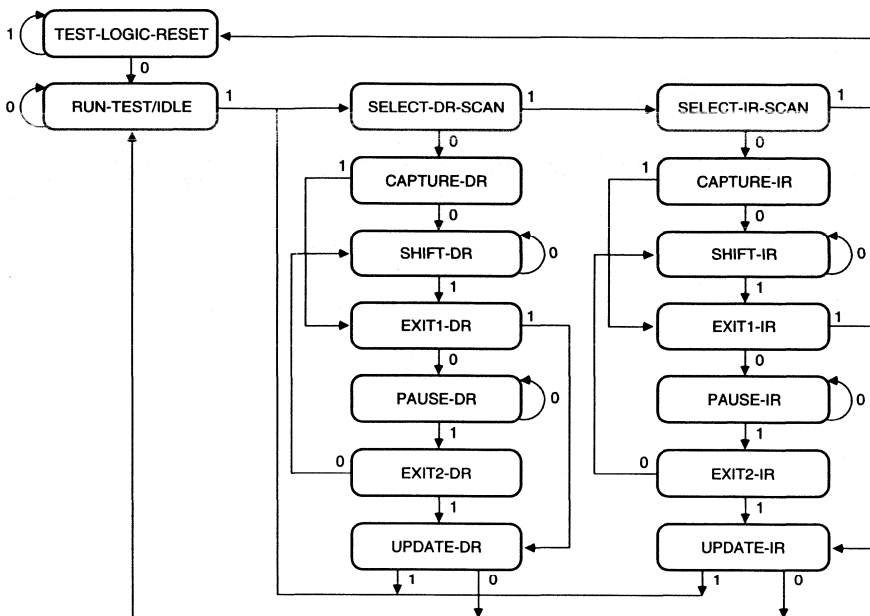 1 TEST-LOGIC-RESET
0
0 RUN-TEST/IDLE 1 SELECT-DR-SCAN 1 SELECT-IR-SCAN 1
0 0
1 CAPTURE-DR 1 CAPTURE-IR
0 0
SHIFT-DR 0 SHIFT-IR 0
1 1
EXIT1-DR 1 EXIT1-IR 1
0 0
PAUSE-DR 0 PAUSE-IR 0
1 1
0 EXIT2-DR 0 EXIT2-IR
1 1
UPDATE-DR UPDATE-IR
1 0 1 0